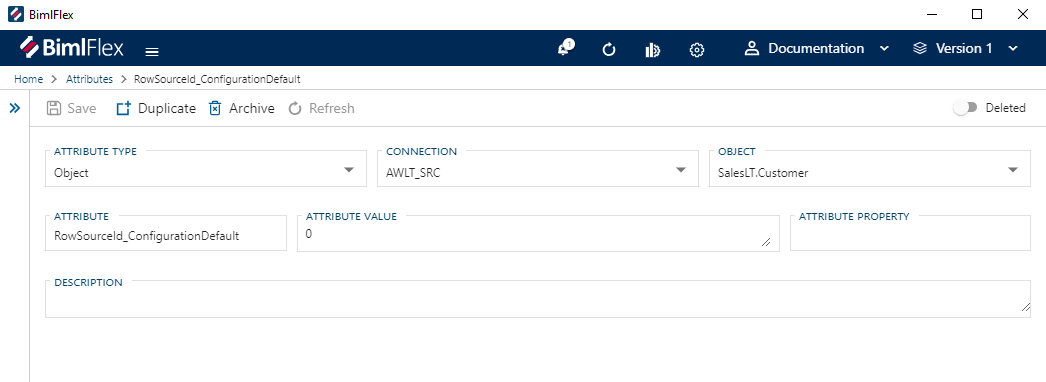 BimlFlex
BimlFlex 1 Documentation Version 1
Home > Attributes > RowSourceId_ConfigurationDefault
Save Duplicate Archive Refresh Deleted
ATTRIBUTE TYPE CONNECTION OBJECT
Object AWLT_SRC SalesLT.Customer
ATTRIBUTE ATTRIBUTE VALUE ATTRIBUTE PROPERTY
RowSourceId_ConfigurationDefault 0
DESCRIPTION